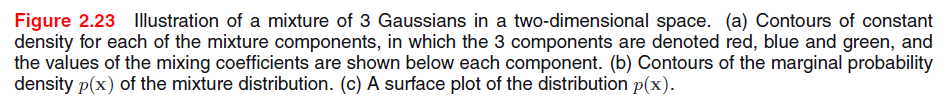 Figure 2.23 Illustration of a mixture of 3 Gaussians in a two-dimensional space. (a) Contours of constant
density for each of the mixture components, in which the 3 components are denoted red, blue and green, and
the values of the mixing coefficients are shown below each component. (b) Contours of the marginal probability
density p(x) of the mixture distribution. (c) A surface plot of the distribution p(x).